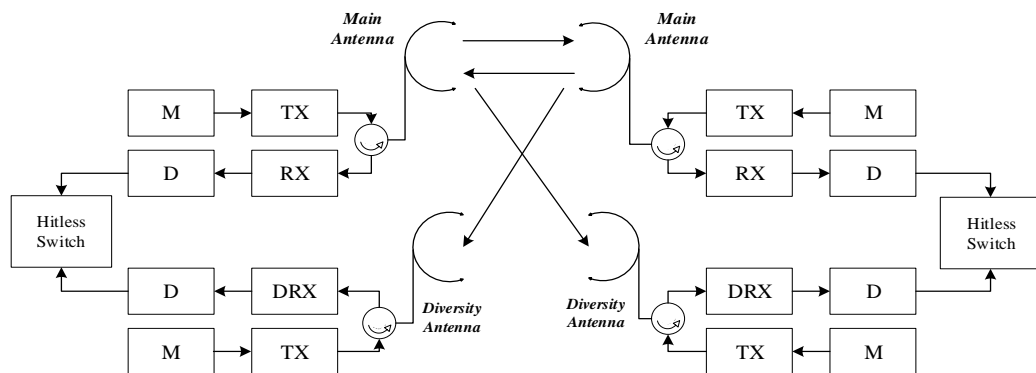 Main
Antenna
Main
Antenna
M
TX
TX
M
D
RX
RX
D
Hitless
Switch
Hitless
Switch
D
DRX
DRX
D
Diversity
Antenna
Diversity
Antenna
M
TX
TX
M